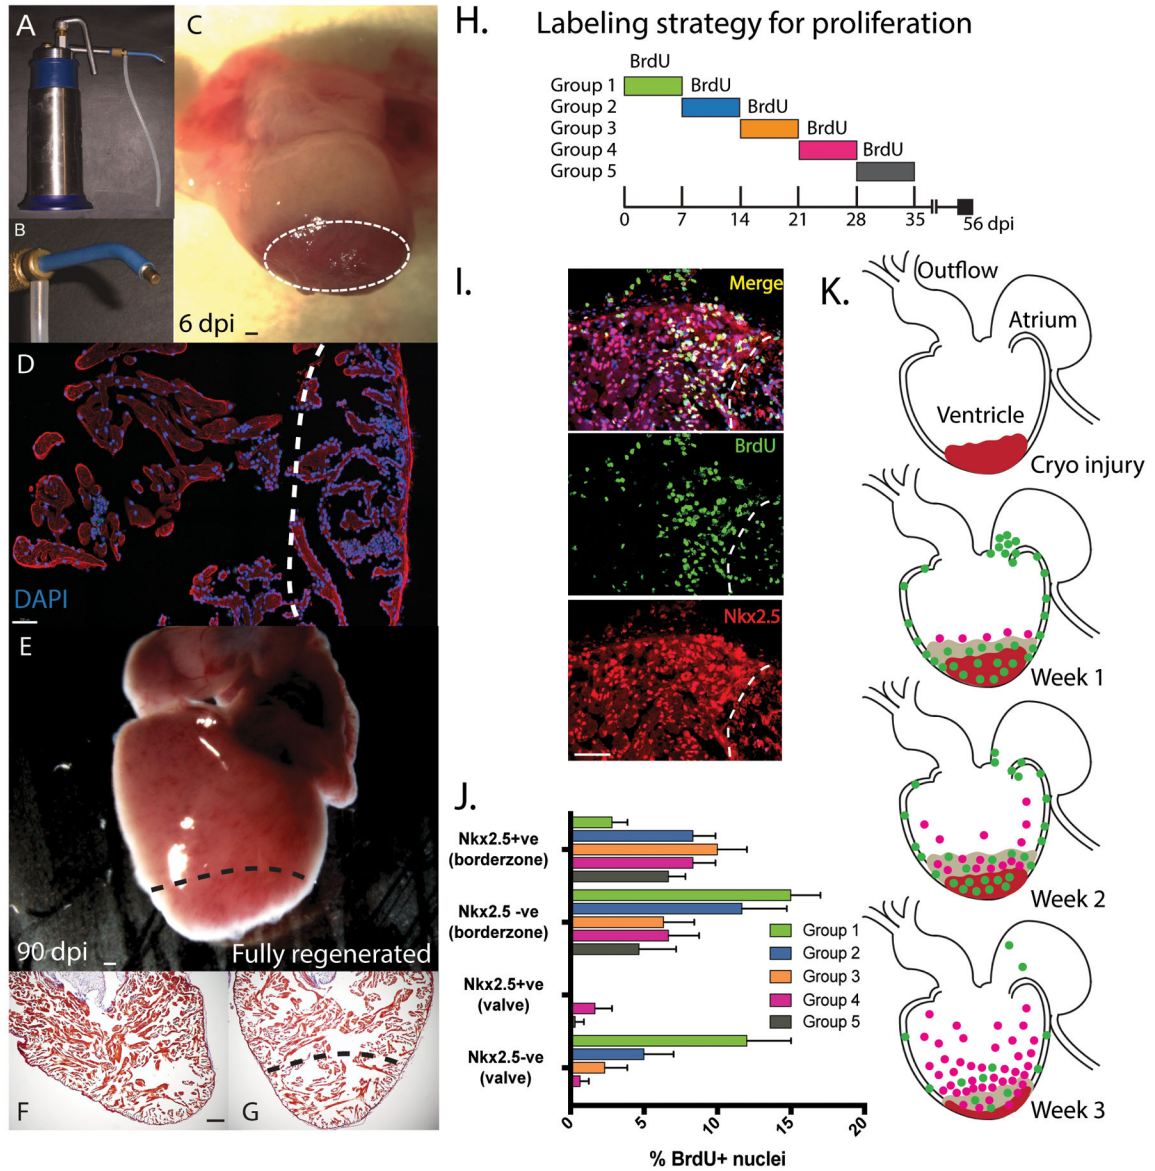 A
B
C
6 dpi
D
DAPI
E
90 dpi
Fully regenerated
F
G
H.
Labeling strategy for proliferation
BrdU
Group 1
BrdU
Group 2
BrdU
Group 3
BrdU
Group 4
BrdU
Group 5
0 7 14 21 28 35 56 dpi
I.
Merge
BrdU
Nkx2.5
J.
Nkx2.5+ve
(borderzone)
Nkx2.5 -ve
(borderzone)
Nkx2.5+ve
(valve)
Nkx2.5-ve
(valve)
Group 1
Group 2
Group 3
Group 4
Group 5
0 5 10 15 20
% BrdU+ nuclei
K.
Outflow
Atrium
Ventricle
Cryo injury
Week 1
Week 2
Week 3